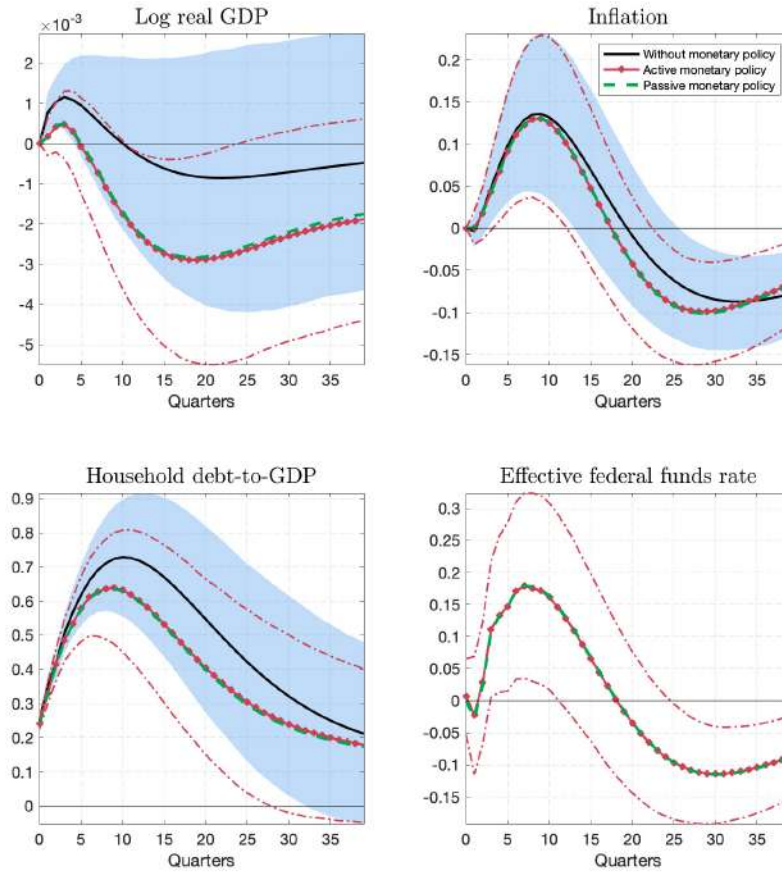 Log real GDP
×10⁻³
2
1
0
-1
-2
-3
-4
-5
0 5 10 15 20 25 30 35
Quarters
Inflation
Without monetary policy
Active monetary policy
Passive monetary policy
0.2
0.15
0.1
0.05
0
-0.05
-0.1
-0.15
0 5 10 15 20 25 30 35
Quarters
Household debt-to-GDP
0.9
0.8
0.7
0.6
0.5
0.4
0.3
0.2
0.1
0
0 5 10 15 20 25 30 35
Quarters
Effective federal funds rate
0.3
0.25
0.2
0.15
0.1
0.05
0
-0.05
-0.1
-0.15
0 5 10 15 20 25 30 35
Quarters